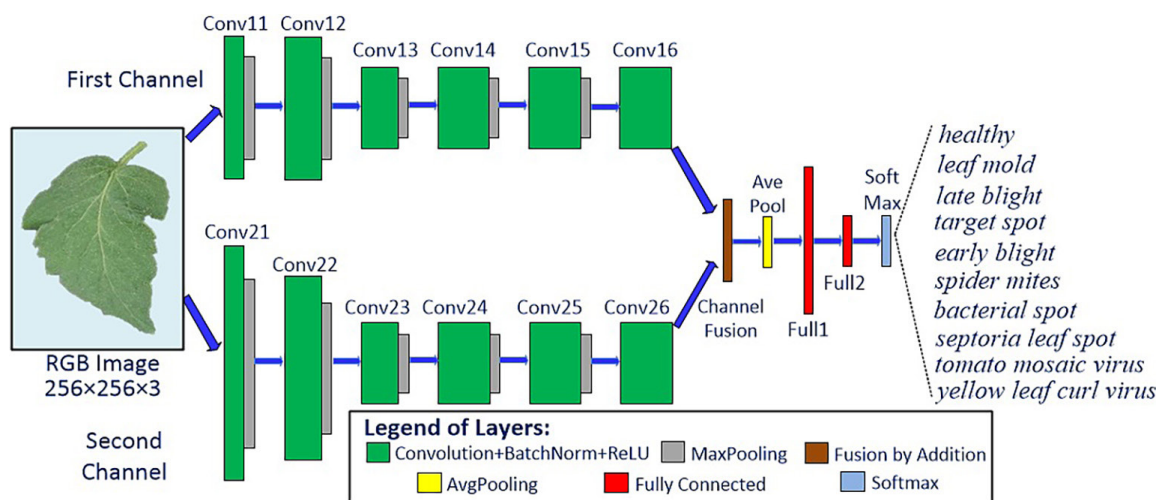 Conv11
Conv12
Conv13
Conv14
Conv15
Conv16
First Channel
RGB Image
256×256×3
Second
Channel
Conv21
Conv22
Conv23
Conv24
Conv25
Conv26
Channel
Fusion
Ave
Pool
Full1
Full2
Soft
Max
healthy
leaf mold
late blight
target spot
early blight
spider mites
bacterial spot
septoria leaf spot
tomato mosaic virus
yellow leaf curl virus
Legend of Layers:
Convolution+BatchNorm+ReLU
MaxPooling
Fusion by Addition
AvgPooling
Fully Connected
Softmax